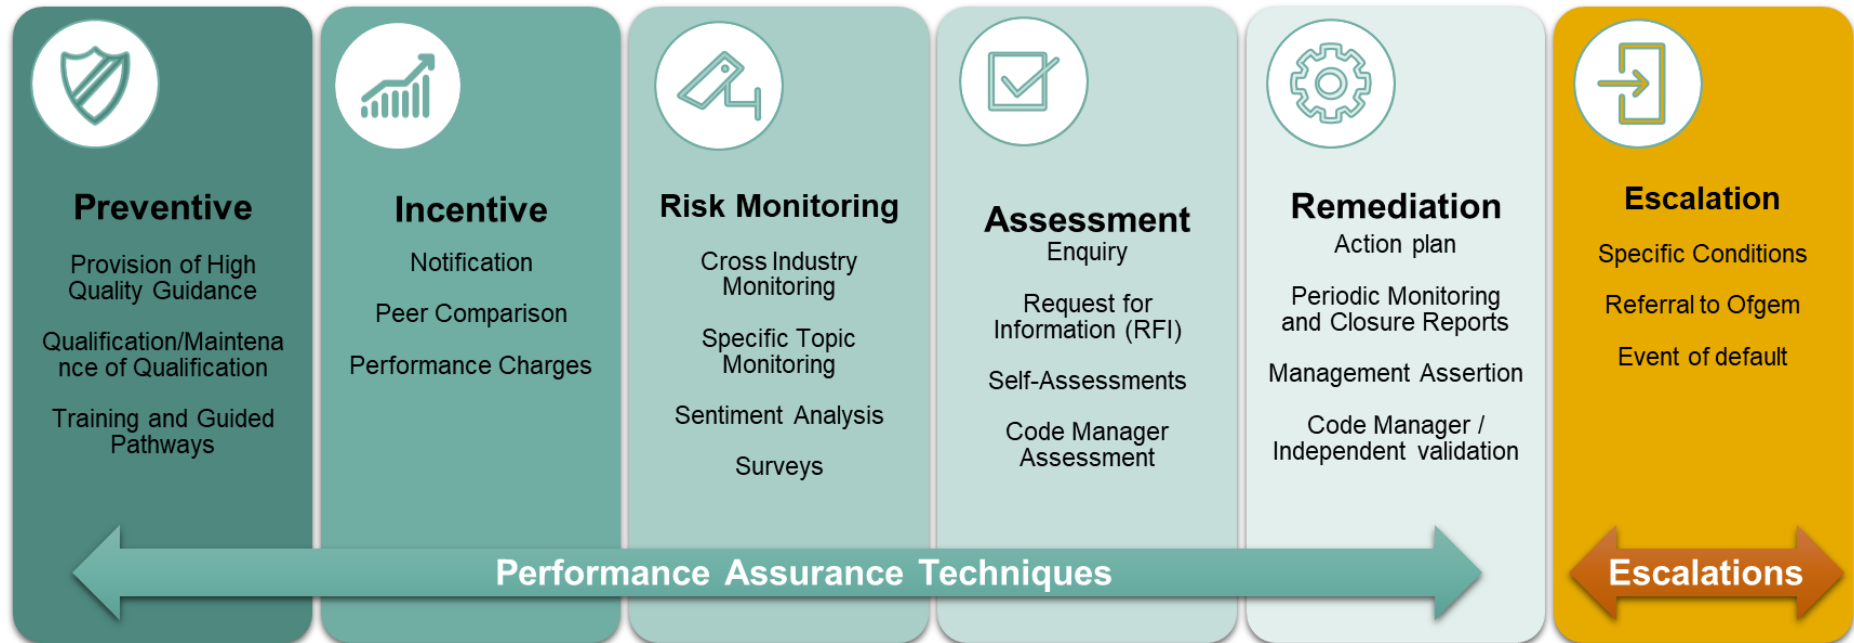 Preventive
Provision of High
Quality Guidance
Qualification/Maintena
nce of Qualification
Training and Guided
Pathways
Incentive
Notification
Peer Comparison
Performance Charges
Risk Monitoring
Cross Industry
Monitoring
Specific Topic
Monitoring
Sentiment Analysis
Surveys
Assessment
Enquiry
Request for
Information (RFI)
Self-Assessments
Code Manager
Assessment
Remediation
Action plan
Periodic Monitoring
and Closure Reports
Management Assertion
Code Manager /
Independent validation
Escalation
Specific Conditions
Referral to Ofgem
Event of default
Performance Assurance Techniques
Escalations